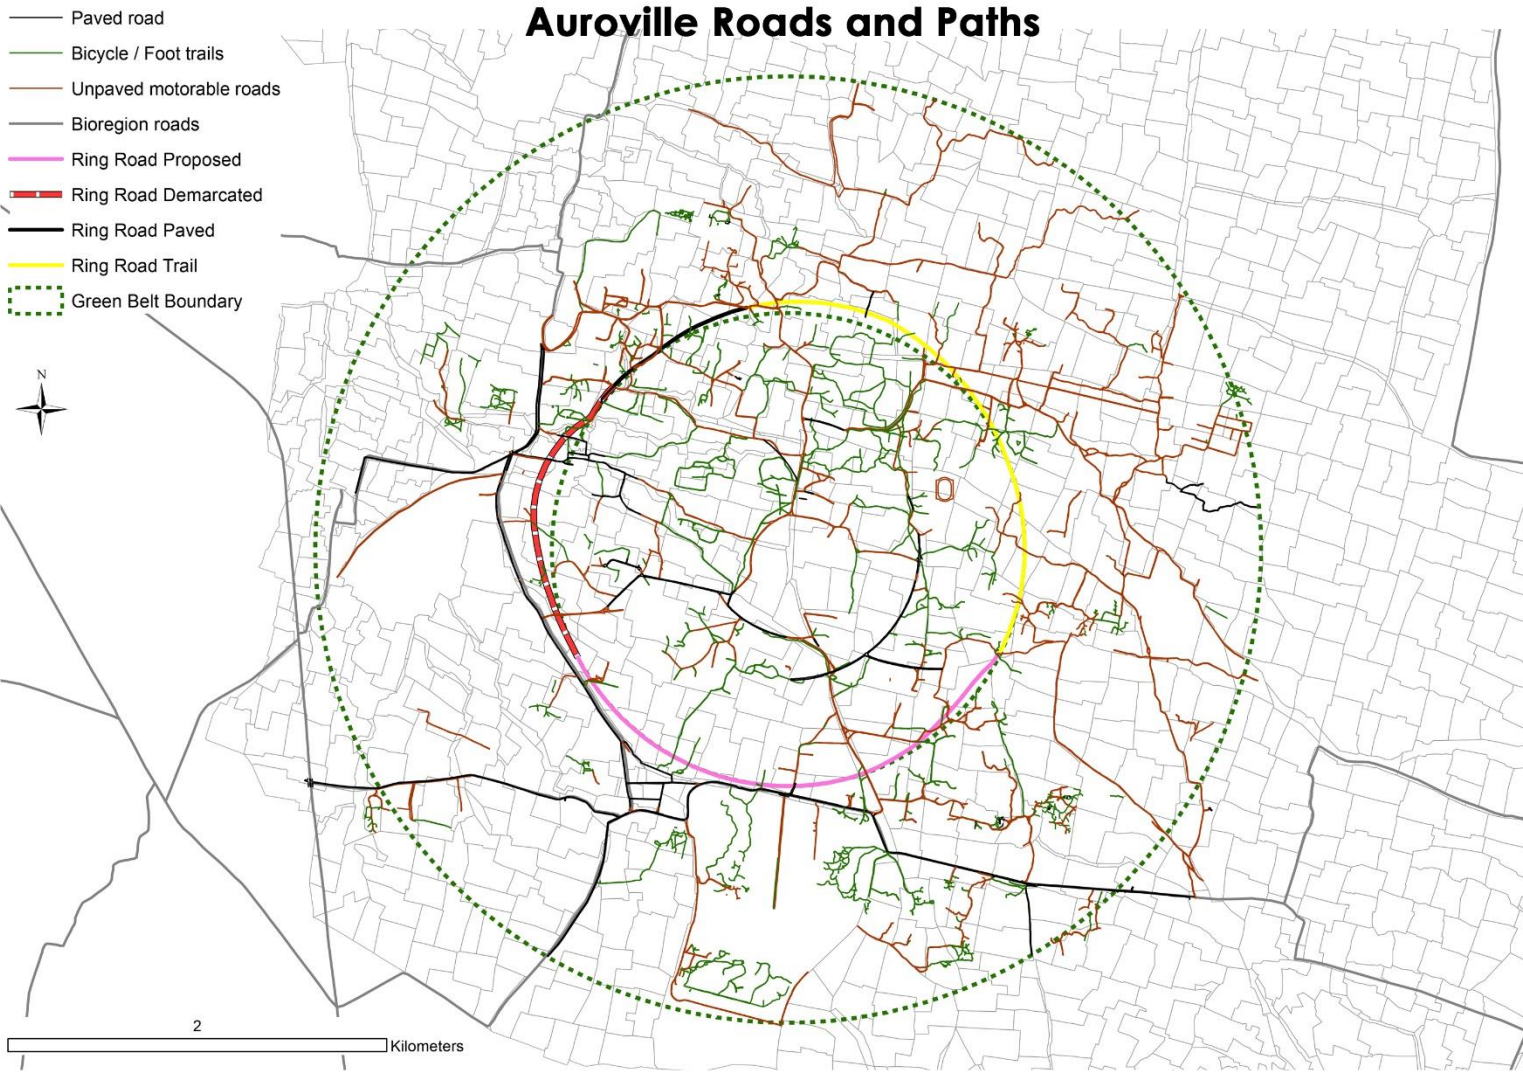 Auroville Roads and Paths
Paved road
Bicycle / Foot trails
Unpaved motorable roads
Bioregion roads
Ring Road Proposed
Ring Road Demarcated
Ring Road Paved
Ring Road Trail
Green Belt Boundary
N
2
Kilometers